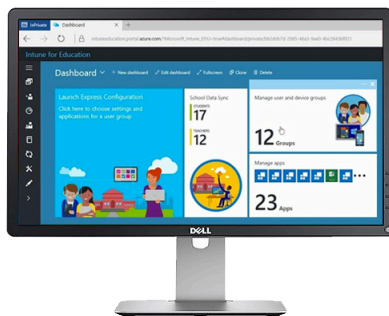 InPrivate
Dashboard
Intune for Education
Dashboard
+ New dashboard
Edit dashboard
Fullscreen
Clone
Delete
Launch Express Configuration
Click here to choose settings and
applications for a user group
School Data Sync
STUDENTS
17
TEACHERS
12
Manage user and device groups
12 Groups
Manage apps
23 Apps
DELL